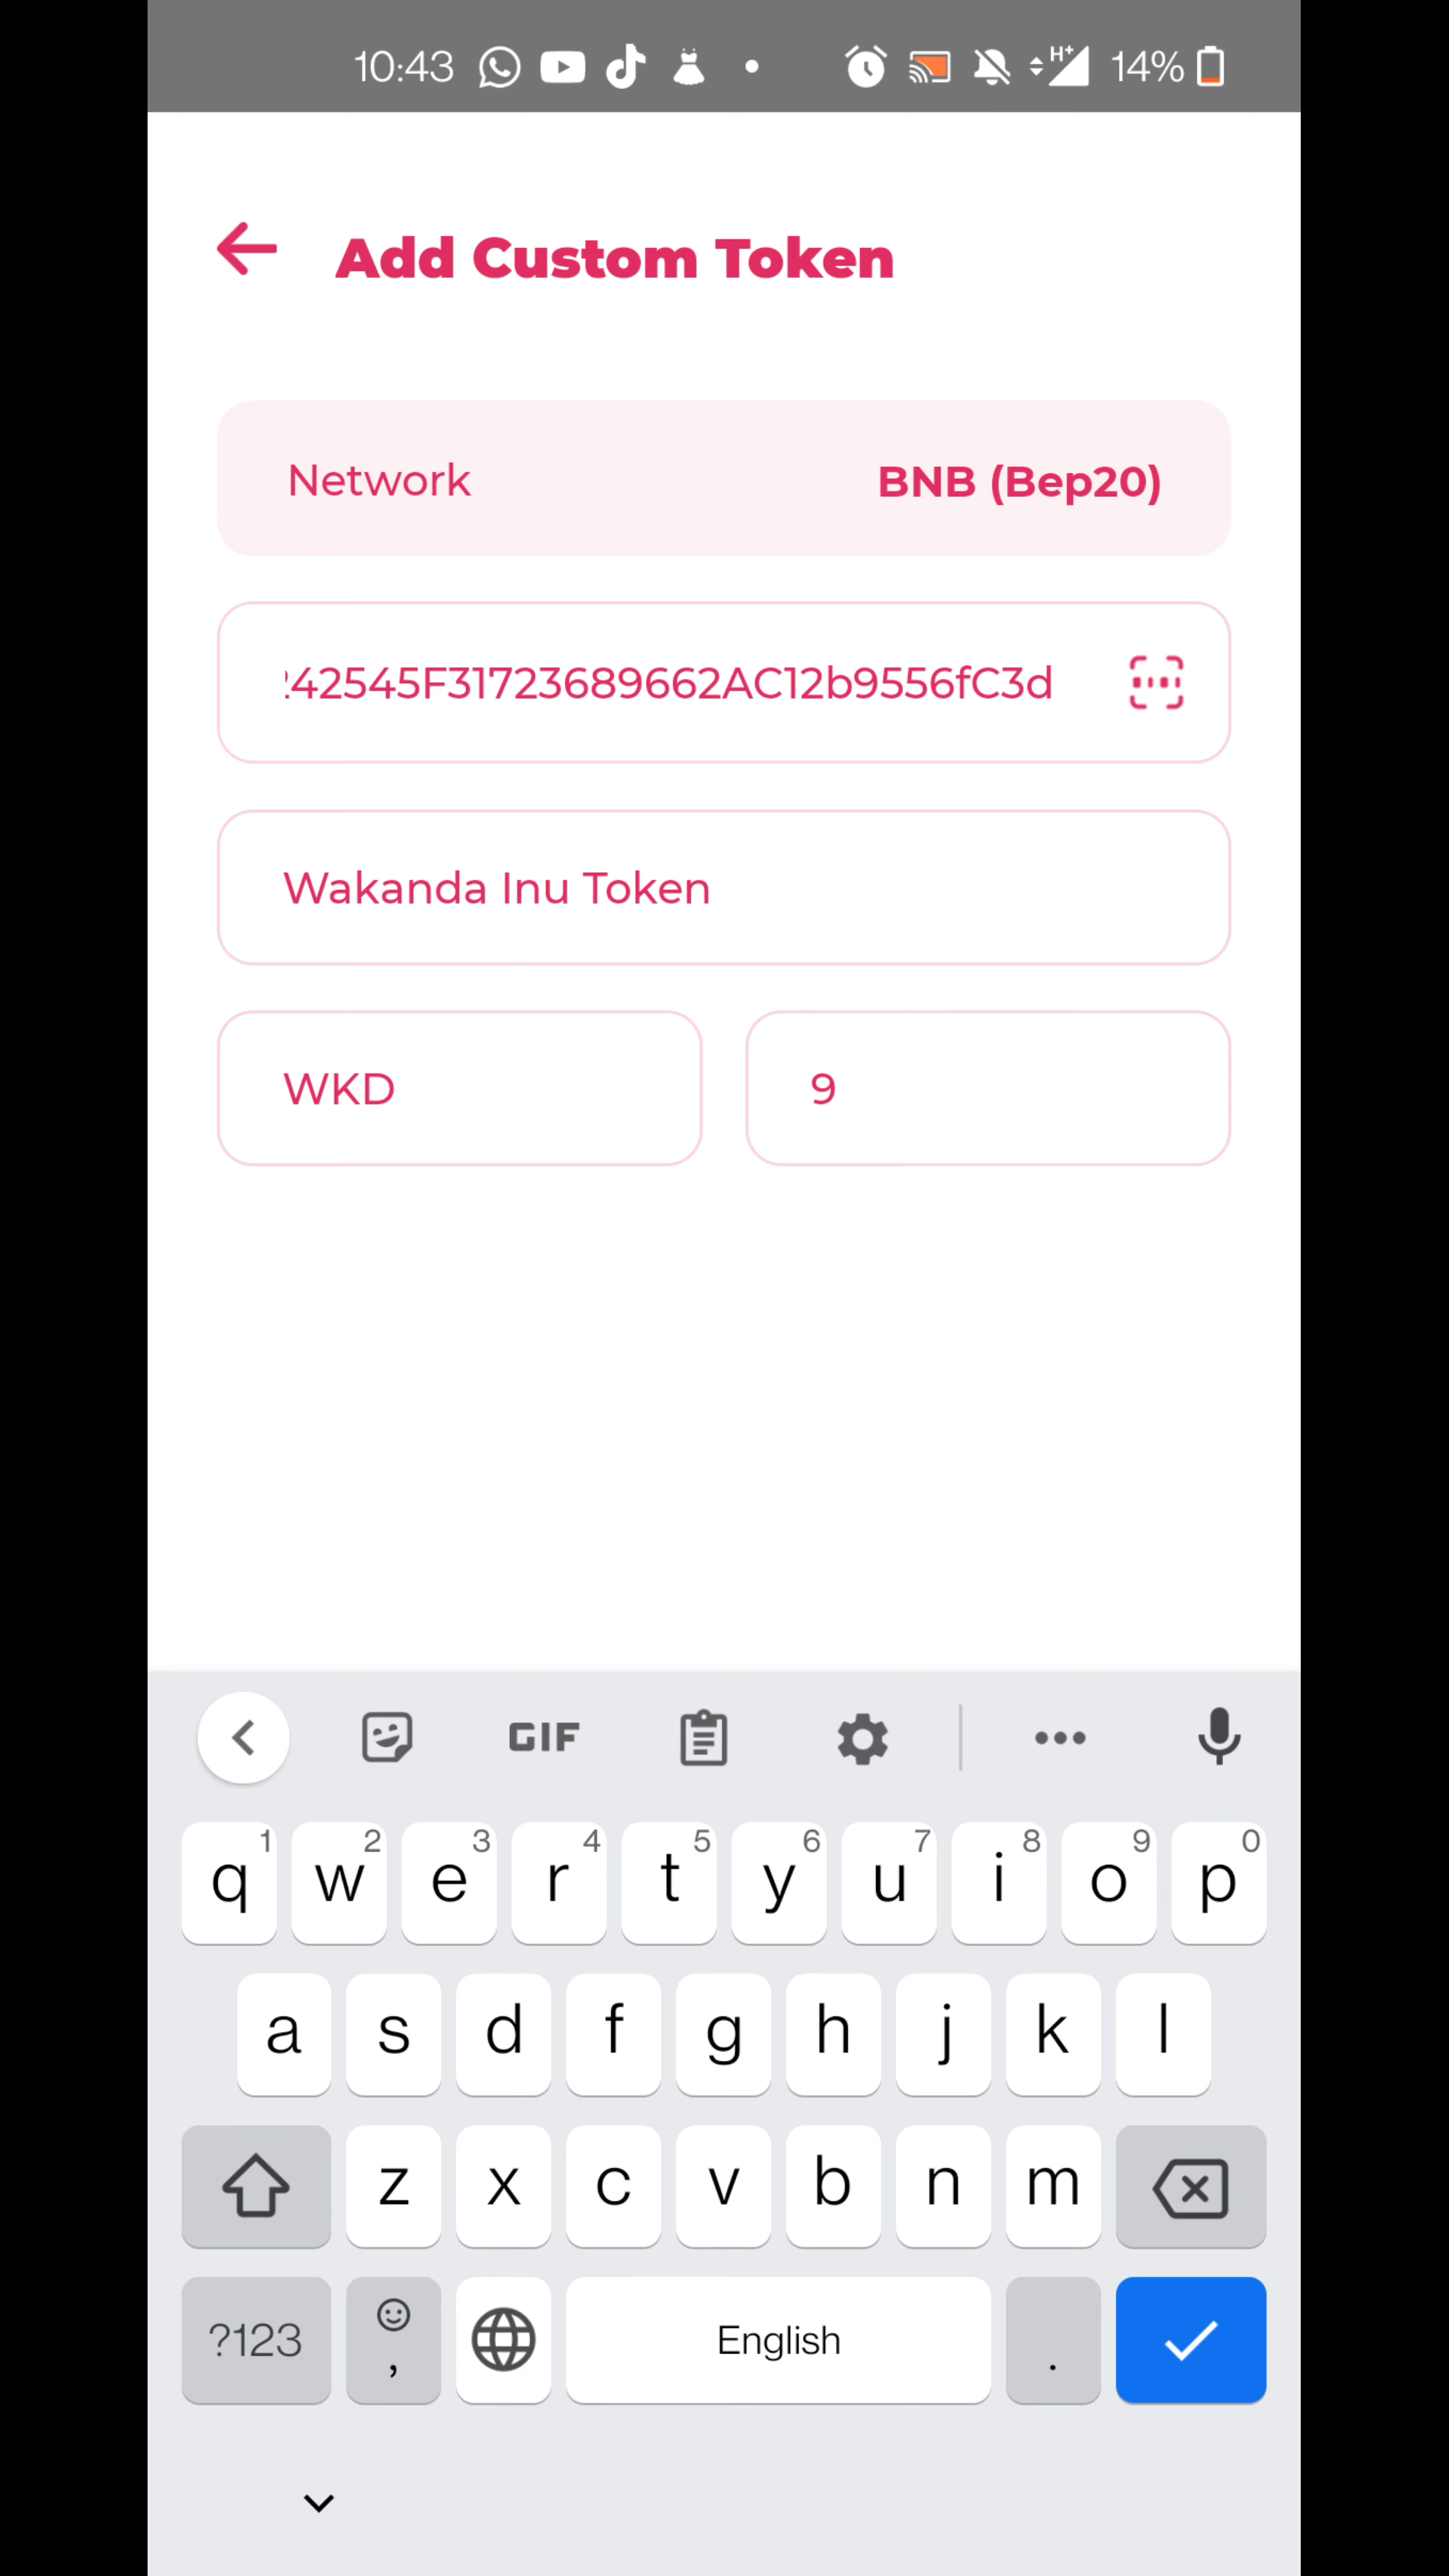 10:43 H+ 14%
Add Custom Token
Network BNB (Bep20)
242545F31723689662AC12b9556fC3d
Wakanda Inu Token
WKD 9
GIF
1 2 3 4 5 6 7 8 9 0
q w e r t y u i o p
a s d f g h j k l
z x c v b n m
?123 , English .